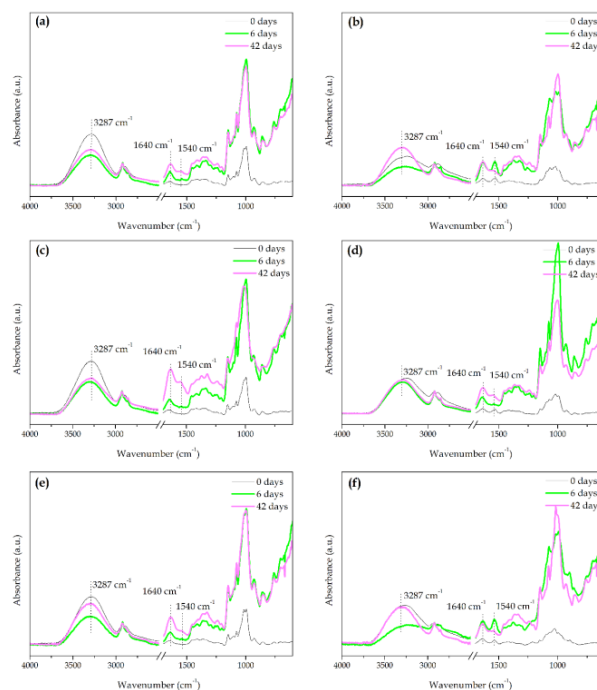 (a)
0 days
6 days
42 days
3287 cm⁻¹
1640 cm⁻¹
1540 cm⁻¹
Absorbance (a.u.)
4000
3000
1500
1000
Wavenumber (cm⁻¹)
(b)
0 days
6 days
42 days
3287 cm⁻¹
1640 cm⁻¹
1540 cm⁻¹
Absorbance (a.u.)
4000
3000
1500
1000
Wavenumber (cm⁻¹)
(c)
0 days
6 days
42 days
3287 cm⁻¹
1640 cm⁻¹
1540 cm⁻¹
Absorbance (a.u.)
4000
3000
1500
1000
Wavenumber (cm⁻¹)
(d)
0 days
6 days
42 days
3287 cm⁻¹
1640 cm⁻¹
1540 cm⁻¹
Absorbance (a.u.)
4000
3000
1500
1000
Wavenumber (cm⁻¹)
(e)
0 days
6 days
42 days
3287 cm⁻¹
1640 cm⁻¹
1540 cm⁻¹
Absorbance (a.u.)
4000
3000
1500
1000
Wavenumber (cm⁻¹)
(f)
0 days
6 days
42 days
3287 cm⁻¹
1640 cm⁻¹
1540 cm⁻¹
Absorbance (a.u.)
4000
3000
1500
1000
Wavenumber (cm⁻¹)